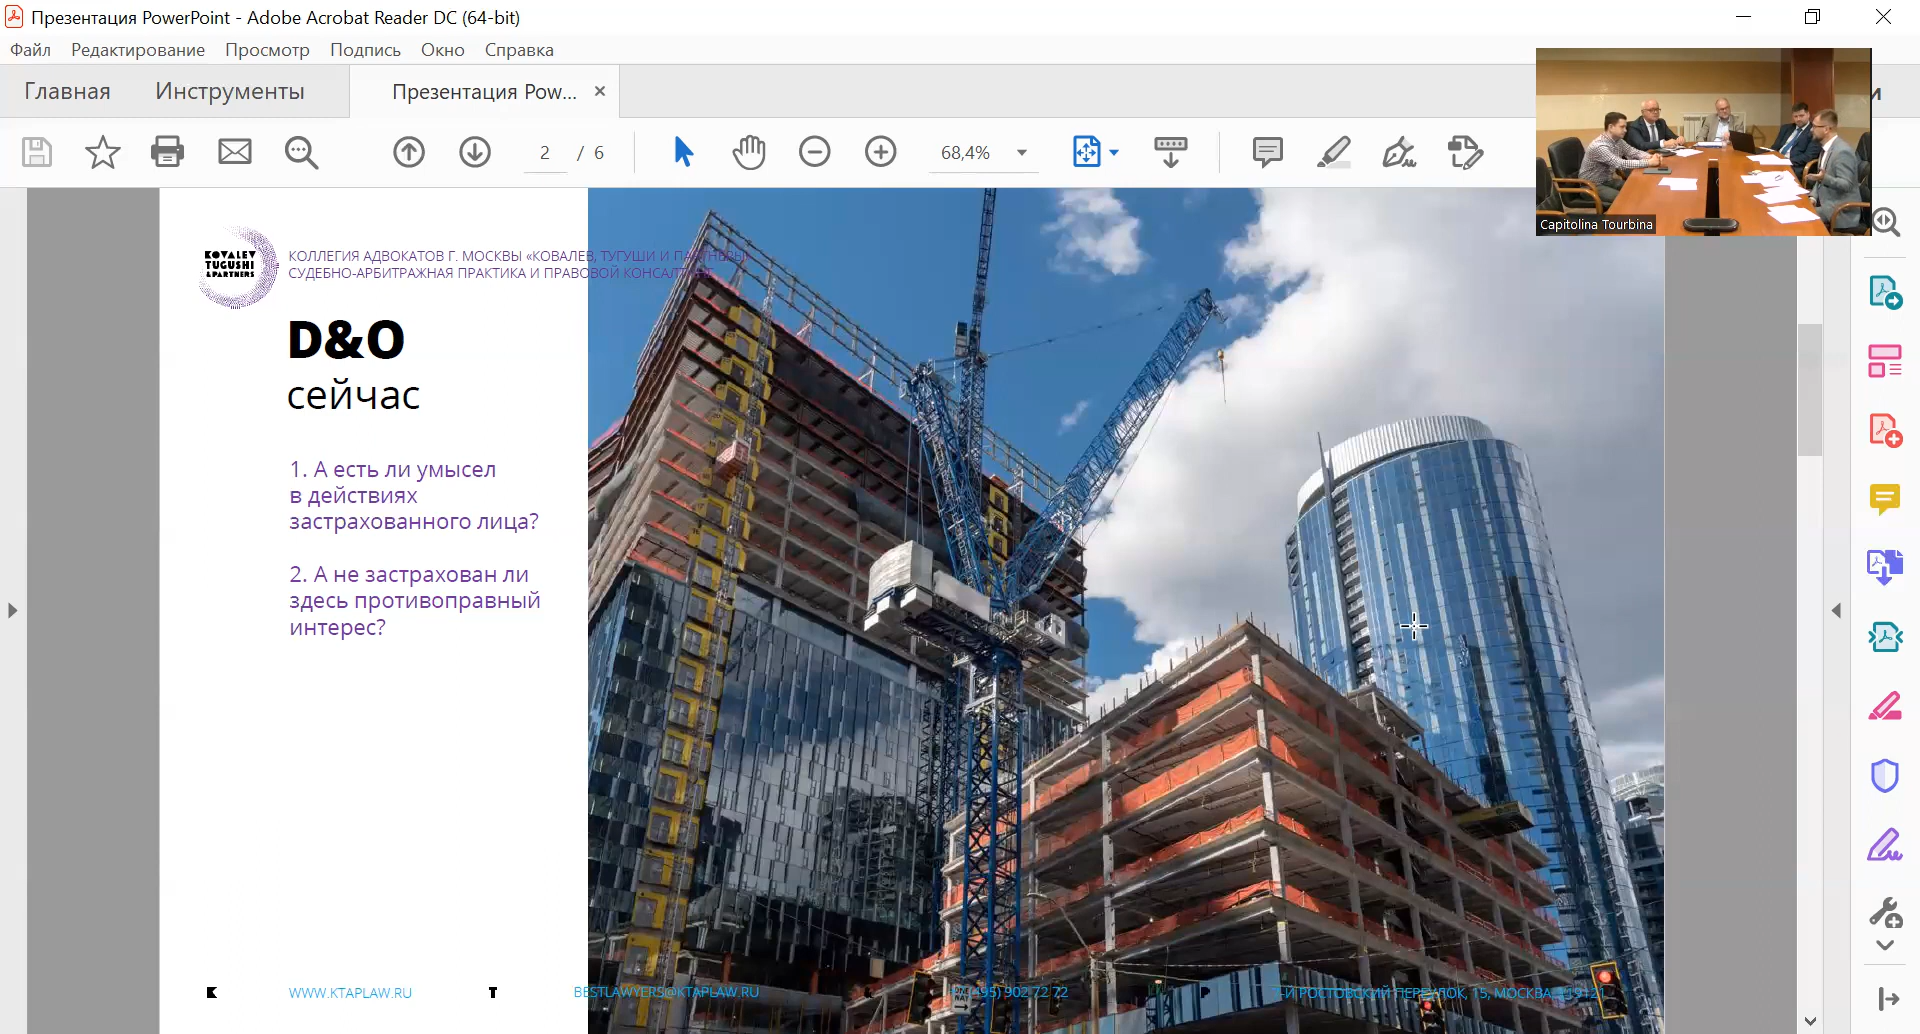 Презентация PowerPoint - Adobe Acrobat Reader DC (64-bit)
Файл Редактирование Просмотр Подпись Окно Справка
Главная Инструменты Презентация Pow...
2 / 6 68,4%
Capitolina Tourbina
KOVALEV
TUGUSHI
&PARTNERS
КОЛЛЕГИЯ АДВОКАТОВ Г. МОСКВЫ «КОВАЛЕВ, ТУГУШИ И ПАРТНЕРЫ»
СУДЕБНО-АРБИТРАЖНАЯ ПРАКТИКА И ПРАВОВОЙ КОНСАЛТИНГ
D&O
сейчас
1. А есть ли умысел
в действиях
застрахованного лица?
2. А не застрахован ли
здесь противоправный
интерес?
K WWW.KTAPLAW.RU T BESTLAWYERS@KTAPLAW.RU 902 72 72 РОСТОВСКИЙ ПЕРЕУЛОК, 15, МОСКВА
ONE
WAY